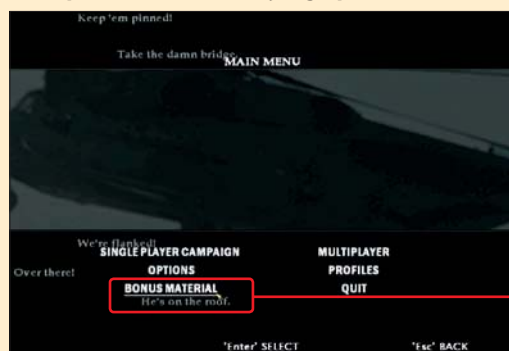 Keep 'em pinned!
Take the damn bridge.
MAIN MENU
We're flanked!
SINGLE PLAYER CAMPAIGN MULTIPLAYER
Over there! OPTIONS PROFILES
BONUS MATERIAL QUIT
He's on the roof.
'Enter' SELECT 'Esc' BACK